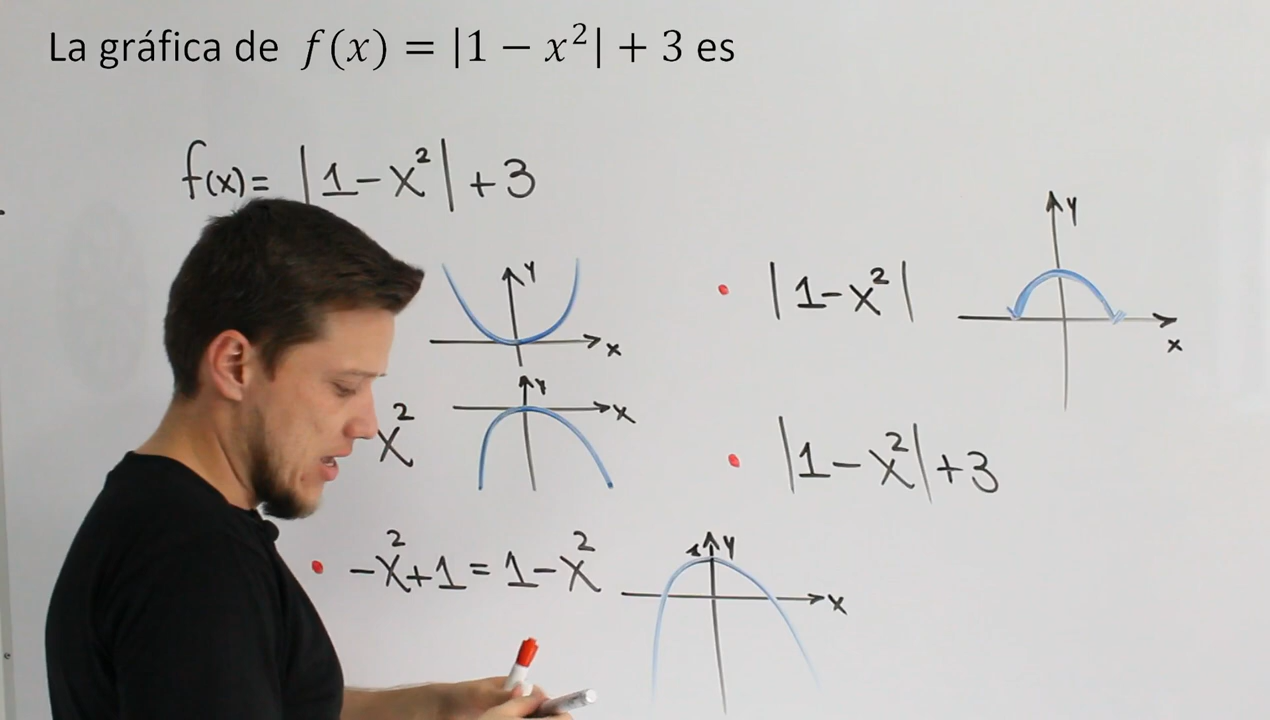 La gráfica de f(x) = |1 − x²| + 3 es
f(x)= |1-x²| +3
y
x
y
x
x²
-x²+1 = 1-x²
1
y
x
|1-x²|
y
x
|1-x²|+3